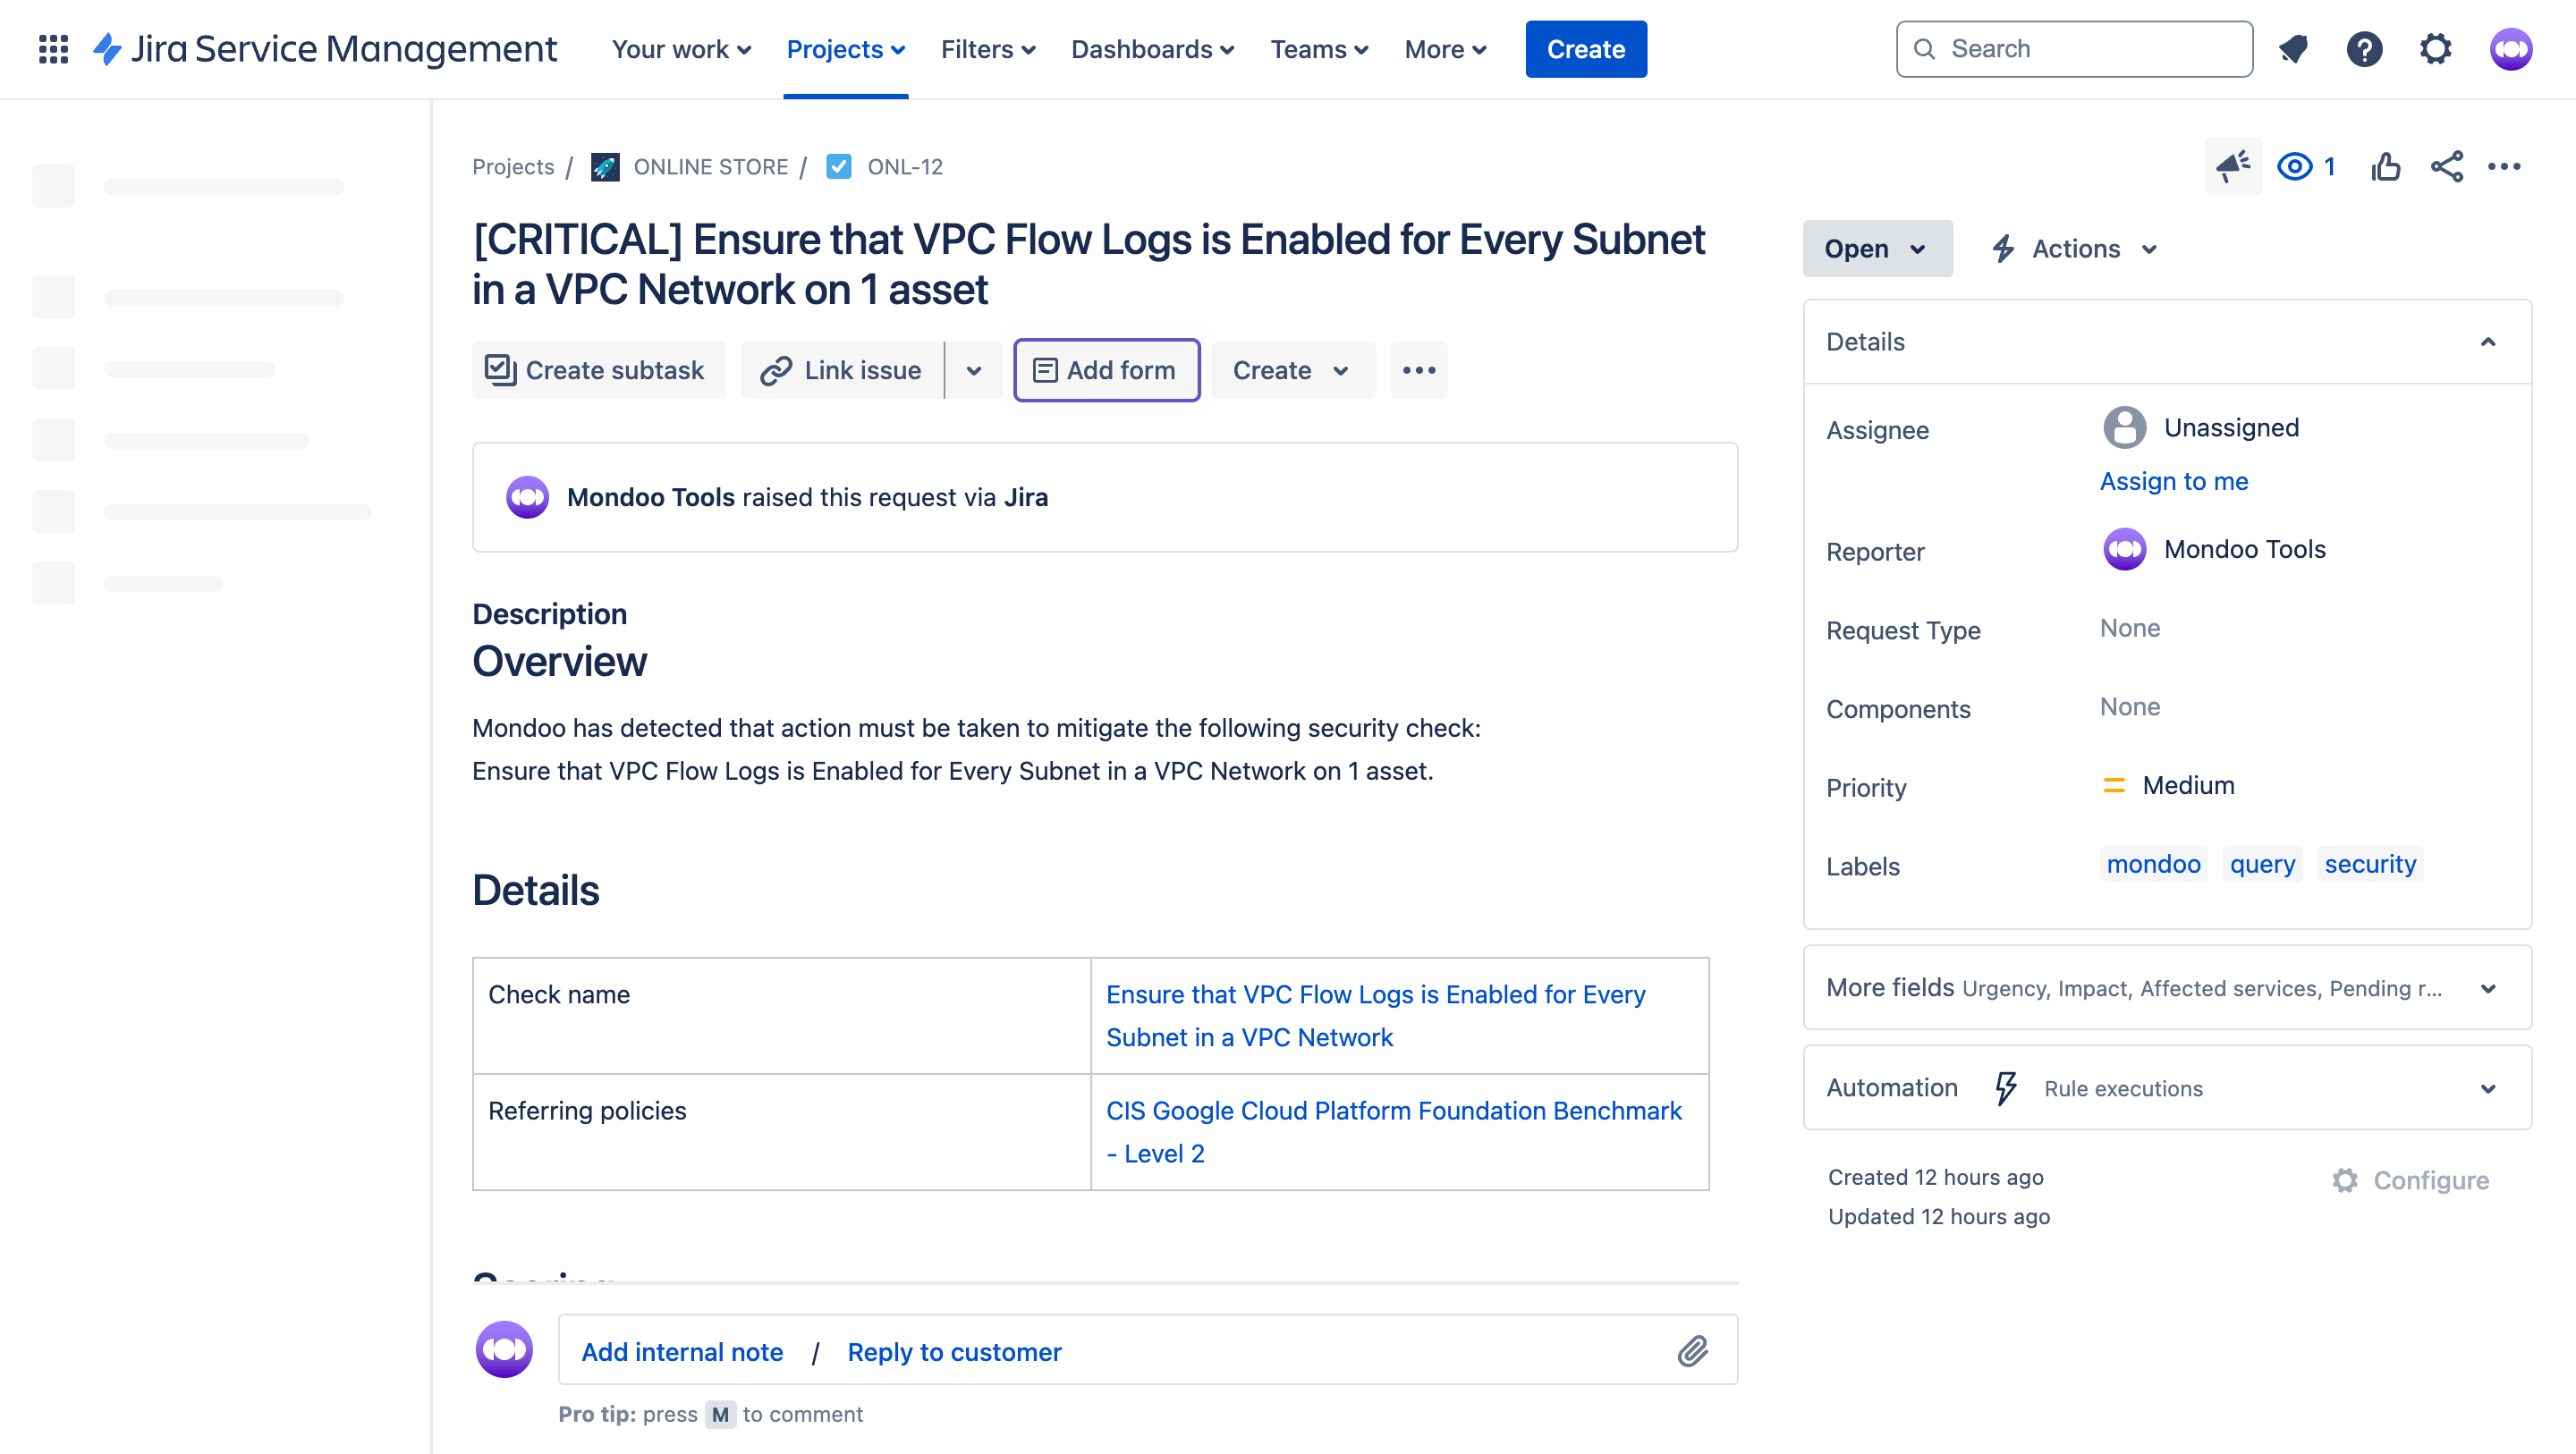 Jira Service Management
Your work
Projects
Filters
Dashboards
Teams
More
Create
Search
Projects / ONLINE STORE / ONL-12
1
[CRITICAL] Ensure that VPC Flow Logs is Enabled for Every Subnet
in a VPC Network on 1 asset
Create subtask
Link issue
Add form
Create
Mondoo Tools raised this request via Jira
Description
Overview
Mondoo has detected that action must be taken to mitigate the following security check:
Ensure that VPC Flow Logs is Enabled for Every Subnet in a VPC Network on 1 asset.
Details
Check name
Ensure that VPC Flow Logs is Enabled for Every
Subnet in a VPC Network
Referring policies
CIS Google Cloud Platform Foundation Benchmark
- Level 2
Add internal note / Reply to customer
Pro tip: press M to comment
Open
Actions
Details
Assignee
Unassigned
Assign to me
Reporter
Mondoo Tools
Request Type
None
Components
None
Priority
Medium
Labels
mondoo query security
More fields Urgency, Impact, Affected services, Pending r...
Automation
Rule executions
Created 12 hours ago
Updated 12 hours ago
Configure